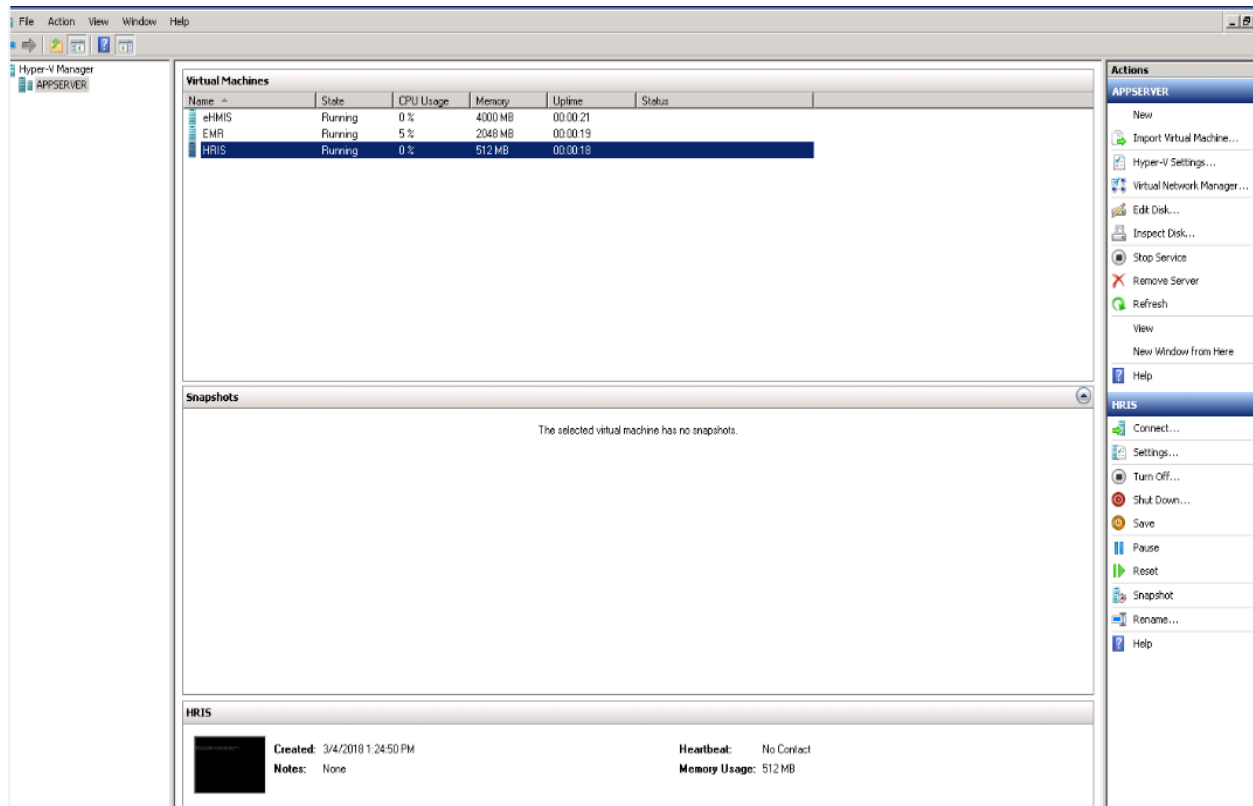 File Action View Window Help
Hyper-V Manager
APPSERVER
Virtual Machines
Name State CPU Usage Memory Uptime Status
eHMIS Running 0 % 4000 MB 00:00:21
EMR Running 5 % 2048 MB 00:00:19
HRIS Running 0 % 512 MB 00:00:18
Snapshots
The selected virtual machine has no snapshots.
HRIS
Created: 3/4/2018 1:24:50 PM Heartbeat: No Contact
Notes: None Memory Usage: 512 MB
Actions
APPSERVER
New
Import Virtual Machine...
Hyper-V Settings...
Virtual Network Manager...
Edit Disk...
Inspect Disk...
Stop Service
Remove Server
Refresh
View
New Window from Here
Help
HRIS
Connect...
Settings...
Turn Off...
Shut Down...
Save
Pause
Reset
Snapshot
Rename...
Help